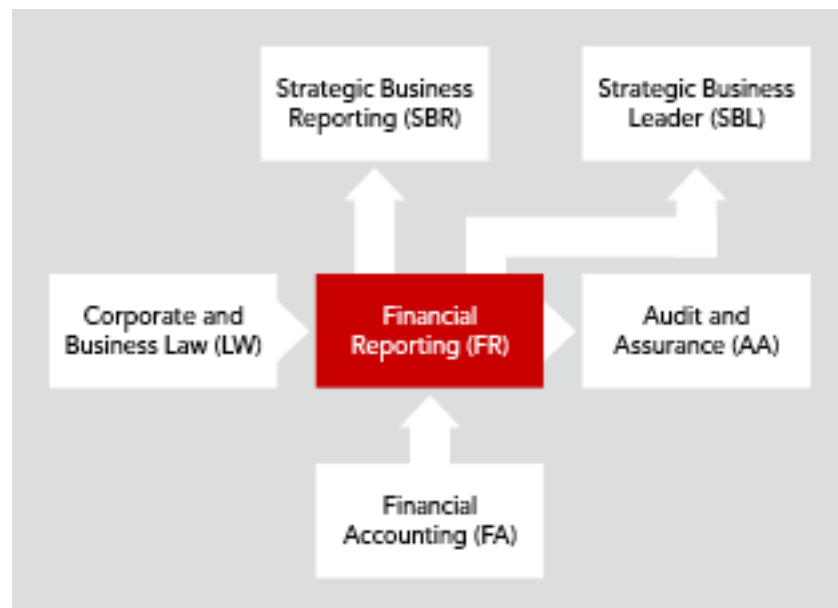 Strategic Business
Reporting (SBR)
Strategic Business
Leader (SBL)
Corporate and
Business Law (LW)
Financial
Reporting (FR)
Audit and
Assurance (AA)
Financial
Accounting (FA)